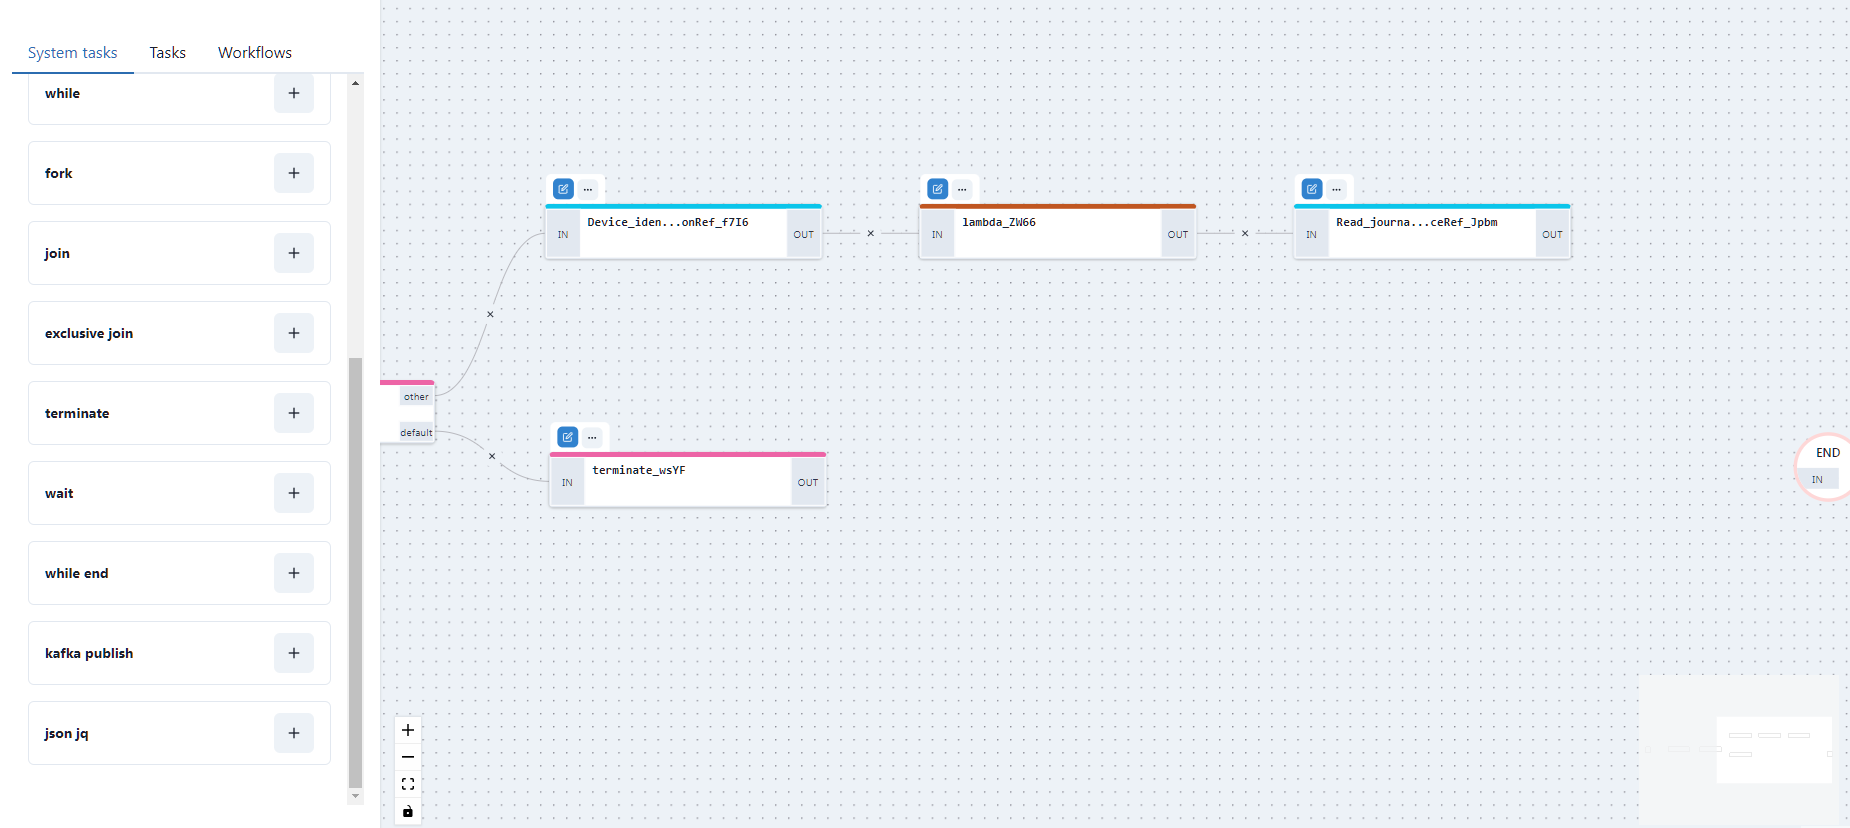 System tasks
Tasks
Workflows
while
fork
join
exclusive join
terminate
wait
while end
kafka publish
json jq
IN
Device_iden...onRef_f7I6
OUT
IN
lambda_ZW66
OUT
IN
Read_journa...ceRef_Jpbm
OUT
other
default
IN
terminate_wsYF
OUT
END
IN